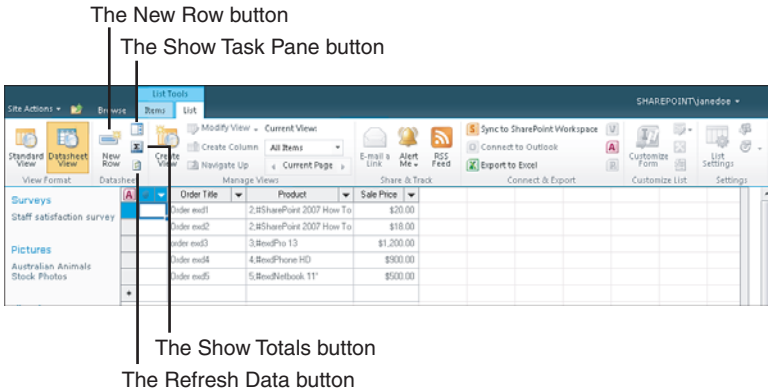 The New Row button
The Show Task Pane button
List Tools
SHAREPOINT\janedoe
Site Actions
Browse
Items
List
Standard View
Datasheet View
New Row
Create View
Modify View
Create Column
Navigate Up
Current View:
All Items
Current Page
E-mail a Link
Alert Me
RSS Feed
Sync to SharePoint Workspace
Connect to Outlook
Export to Excel
Customize Form
List Settings
View Format
Datasheet
Manage Views
Share & Track
Connect & Export
Customize List
Settings
Surveys
Staff satisfaction survey
Pictures
Australian Animals
Stock Photos
Order Title Product Sale Price
Order exd1 2;#SharePoint 2007 How To $20.00
Order exd2 2;#SharePoint 2007 How To $18.00
order exd3 3;#exdPro 13 $1,200.00
Order exd4 4;#exdPhone HD $900.00
Order exd5 5;#exdNetbook 11" $500.00
The Show Totals button
The Refresh Data button